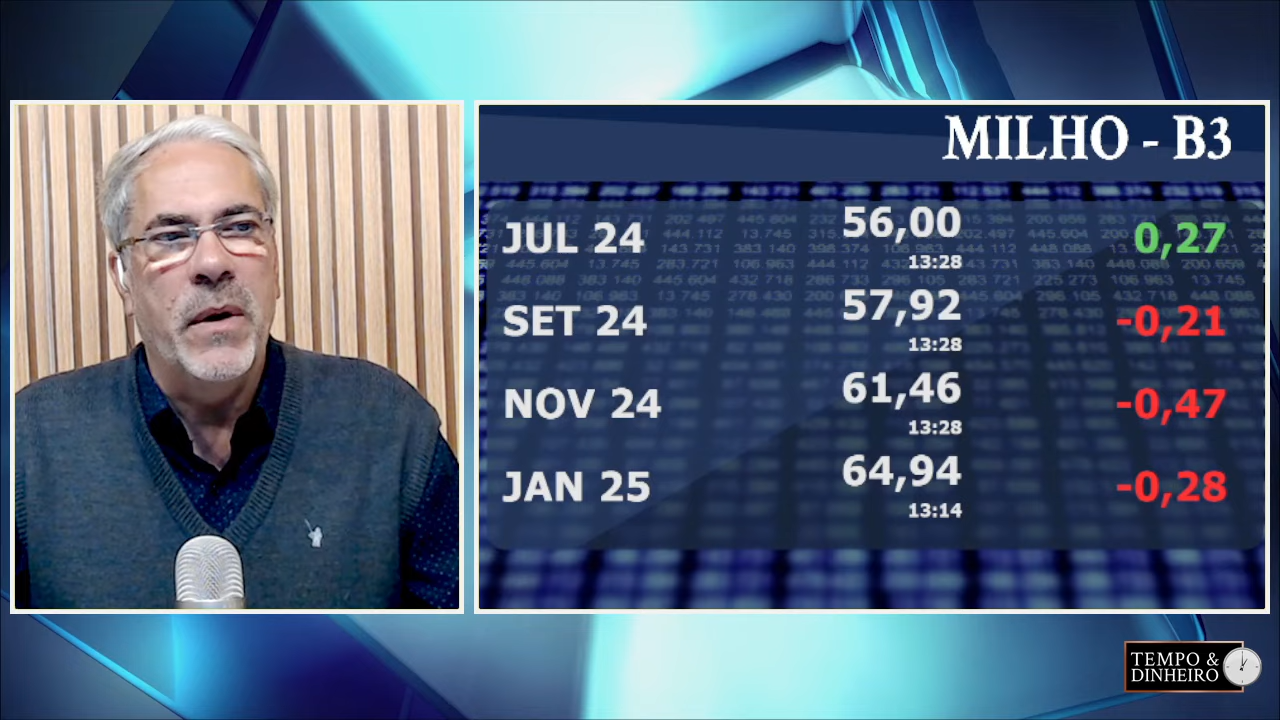 MILHO - B3
JUL 24 56,00 0,27
13:28
SET 24 57,92 -0,21
13:28
NOV 24 61,46 -0,47
13:28
JAN 25 64,94 -0,28
13:14
TEMPO &
DINHEIRO